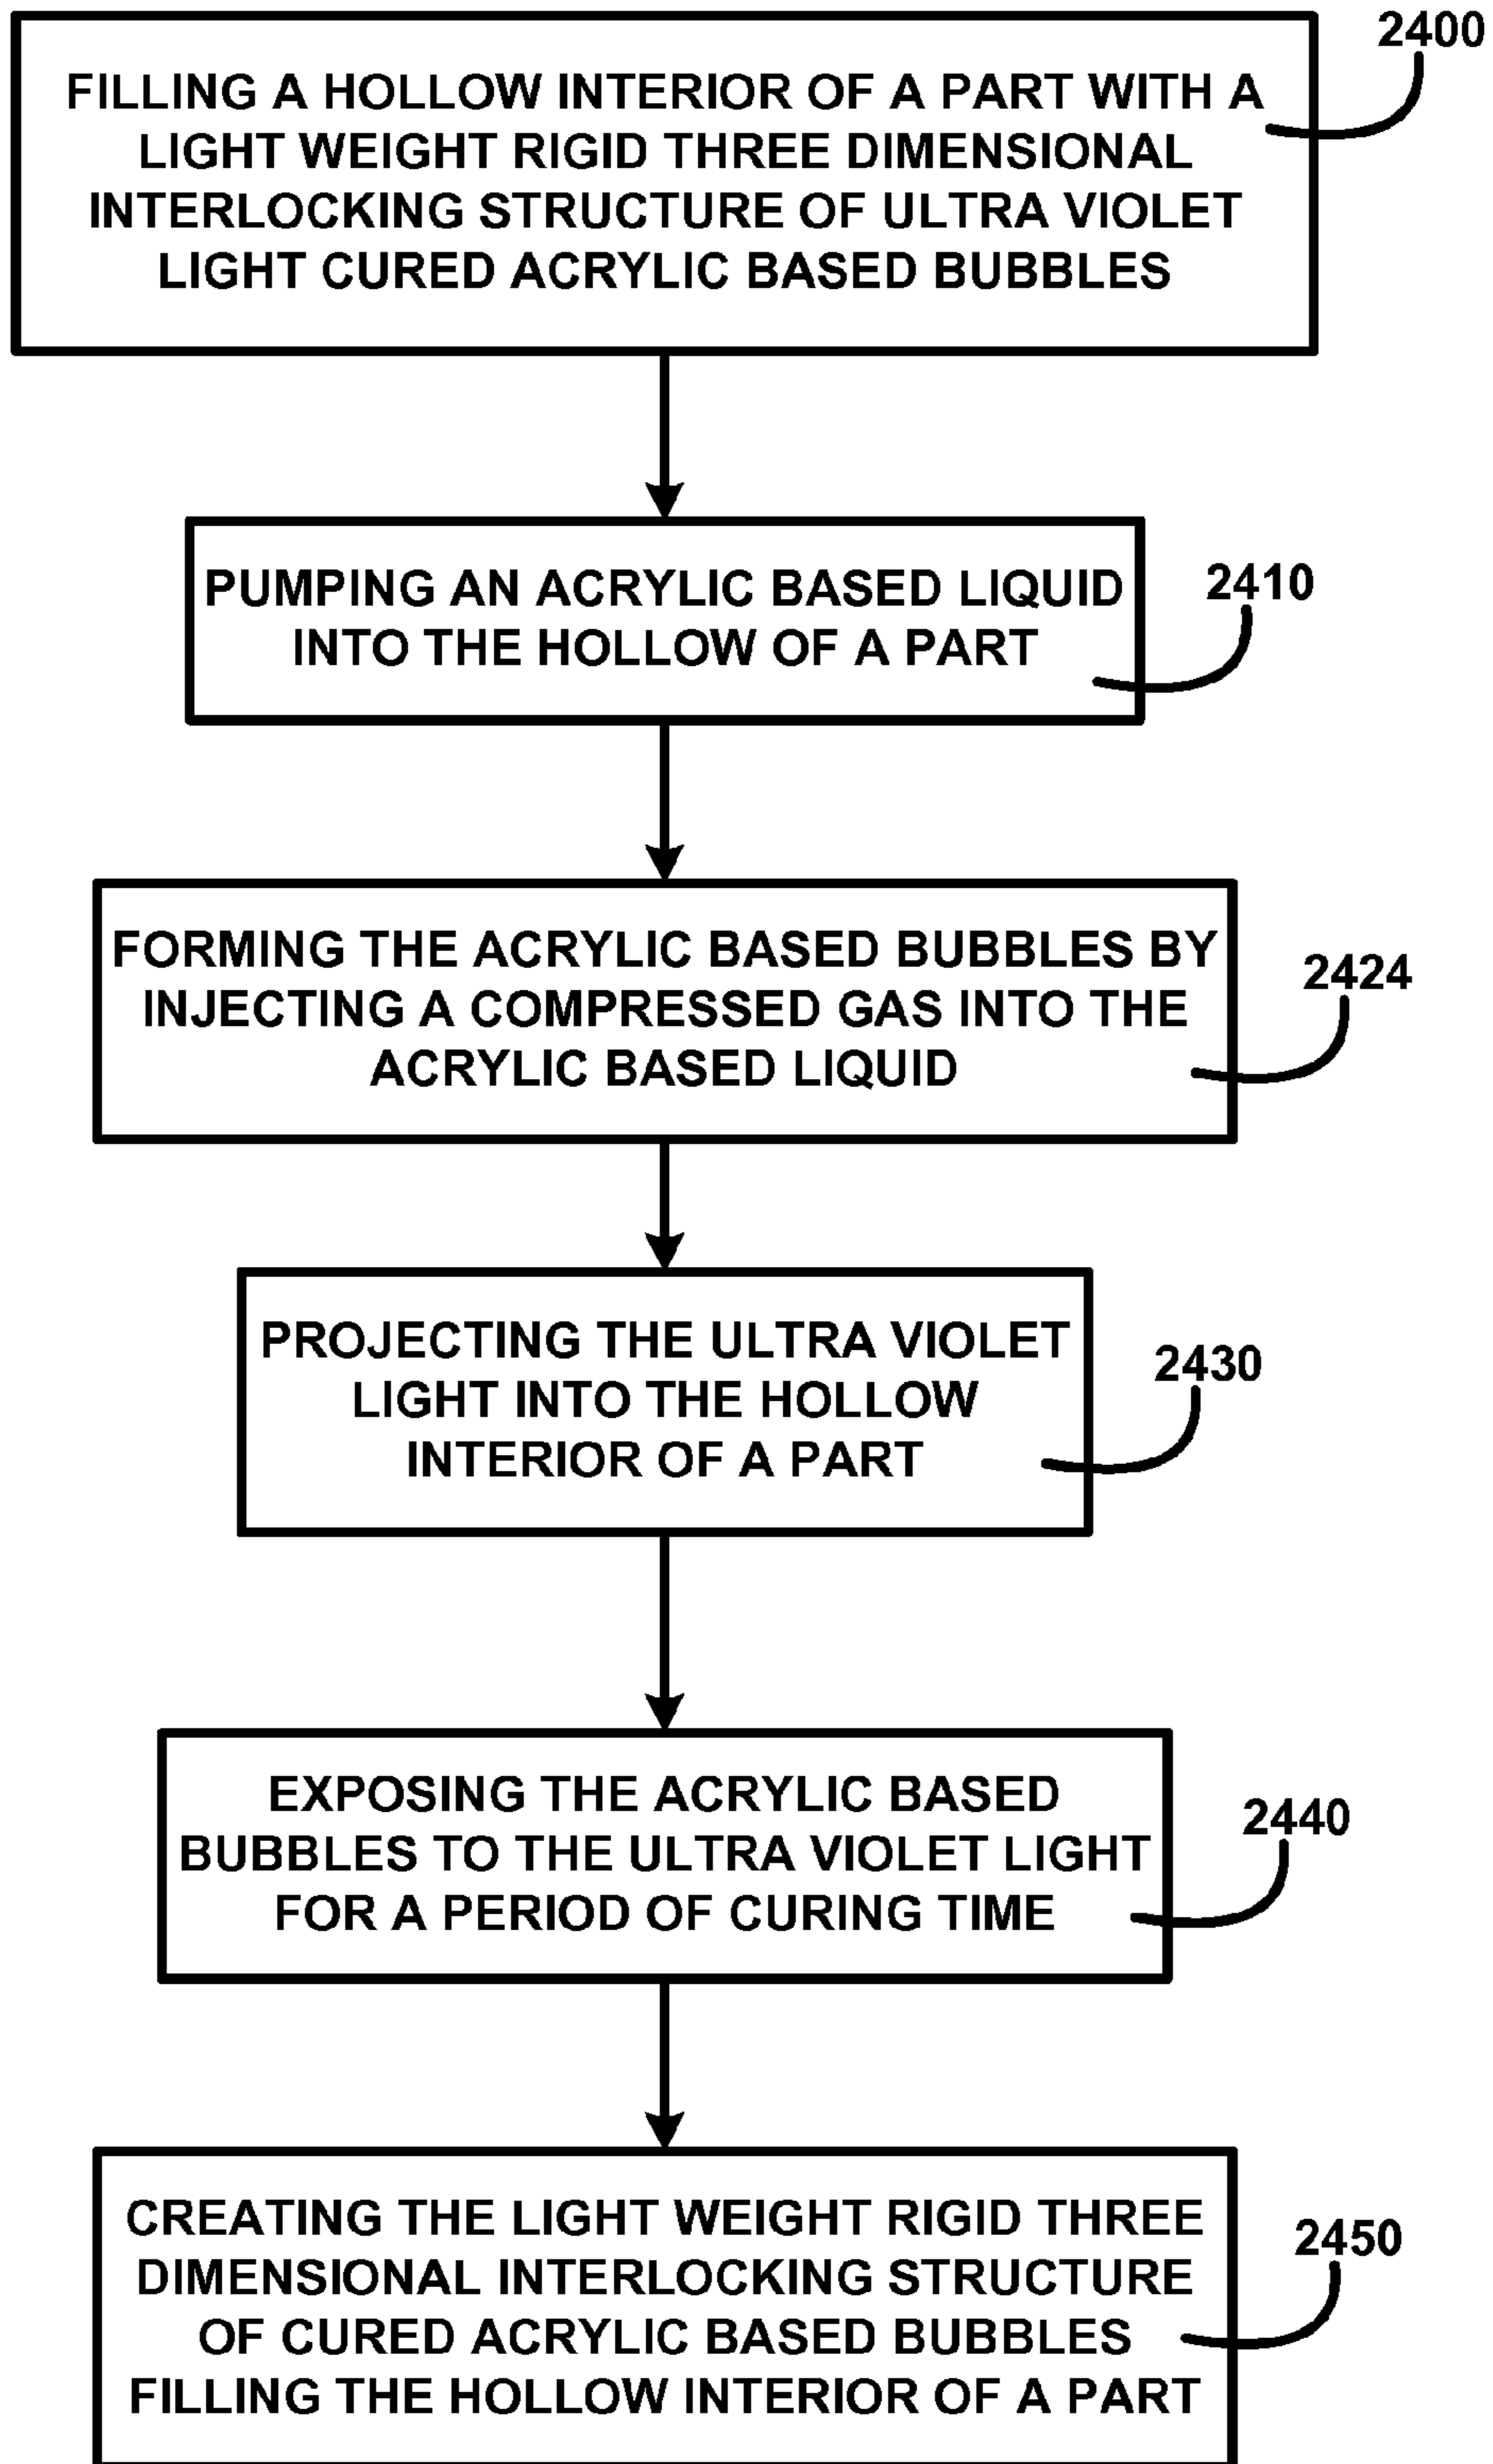 2400
FILLING A HOLLOW INTERIOR OF A PART WITH A
LIGHT WEIGHT RIGID THREE DIMENSIONAL
INTERLOCKING STRUCTURE OF ULTRA VIOLET
LIGHT CURED ACRYLIC BASED BUBBLES
2410
PUMPING AN ACRYLIC BASED LIQUID
INTO THE HOLLOW OF A PART
2424
FORMING THE ACRYLIC BASED BUBBLES BY
INJECTING A COMPRESSED GAS INTO THE
ACRYLIC BASED LIQUID
2430
PROJECTING THE ULTRA VIOLET
LIGHT INTO THE HOLLOW
INTERIOR OF A PART
2440
EXPOSING THE ACRYLIC BASED
BUBBLES TO THE ULTRA VIOLET LIGHT
FOR A PERIOD OF CURING TIME
2450
CREATING THE LIGHT WEIGHT RIGID THREE
DIMENSIONAL INTERLOCKING STRUCTURE
OF CURED ACRYLIC BASED BUBBLES
FILLING THE HOLLOW INTERIOR OF A PART